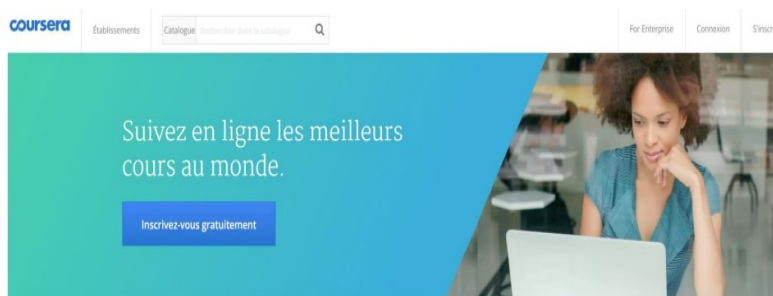 coursera
Établissements
Catalogue Rechercher dans le catalogue
For Enterprise
Connexion
S'inscri
Suivez en ligne les meilleurs
cours au monde.
Inscrivez-vous gratuitement